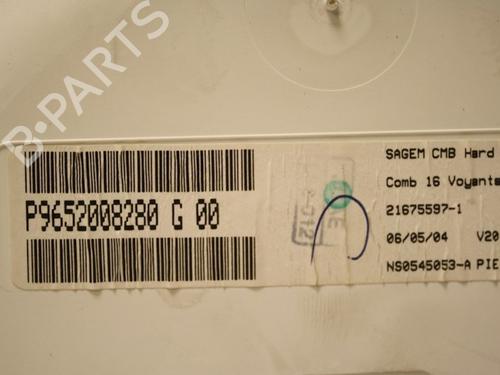 B-PARTS
P9652008280 G 00
SAGEM CMB Hard
Comb 16 Voyants
21675597-1
06/05/04 V20
NS0545053-A PIE